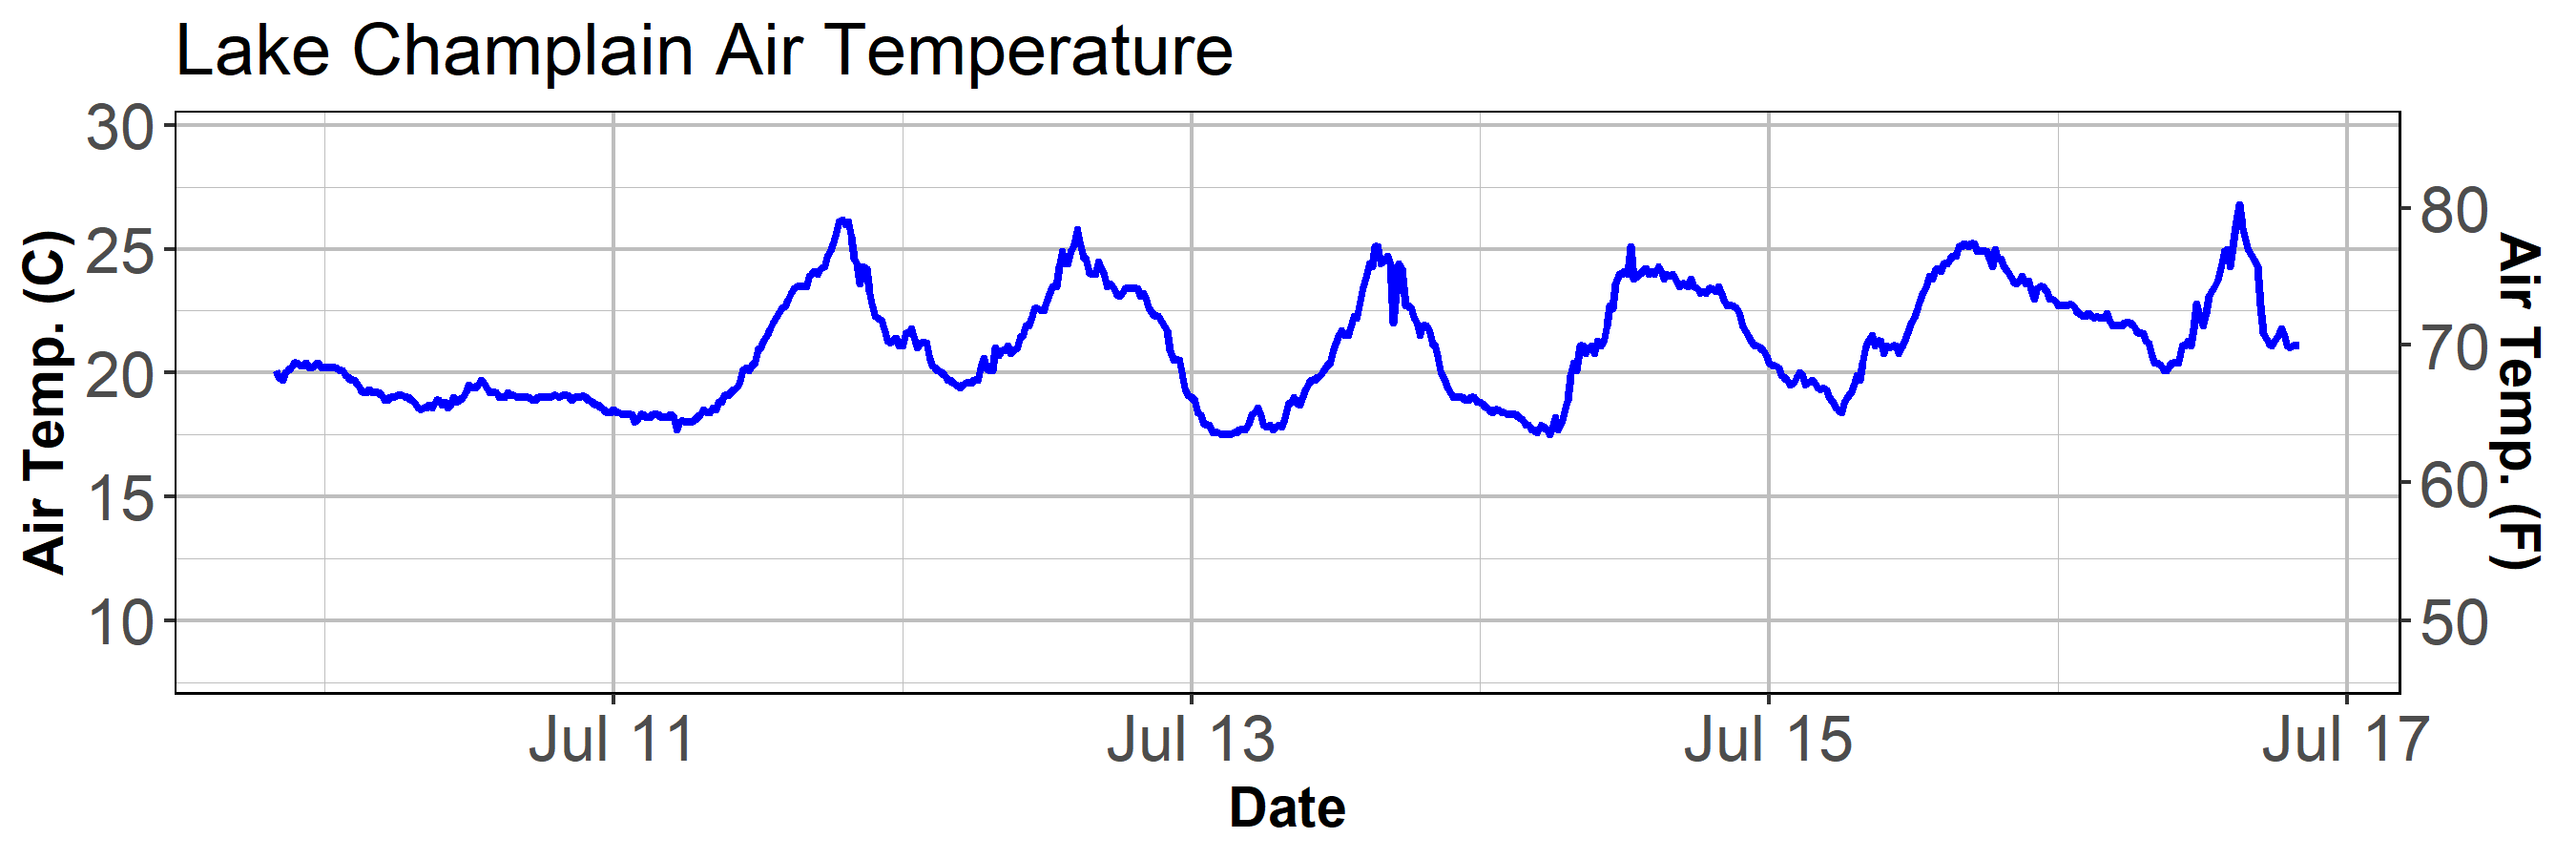 Lake Champlain Air Temperature
Air Temp. (C)
30
25
20
15
10
80
70
60
50
Air Temp. (F)
Jul 11
Jul 13
Jul 15
Jul 17
Date